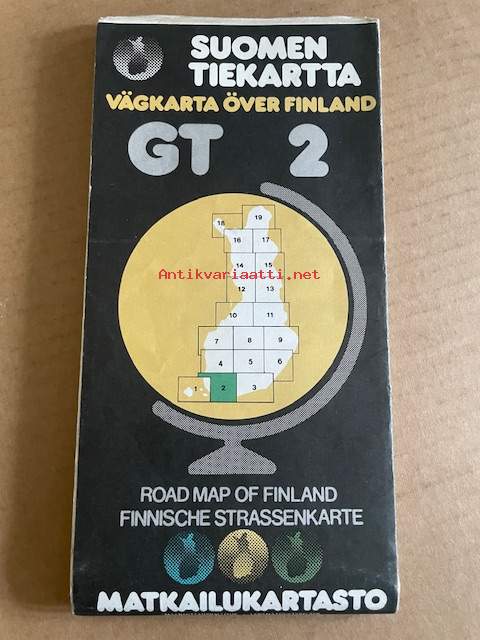 SUOMEN
TIEKARTTA
VÄGKARTA ÖVER FINLAND
GT 2
19
18
16 17
14 15
Antikvariaatti.net
12 13
10 11
7 8 9
4 5 6
1 2 3
ROAD MAP OF FINLAND
FINNISCHE STRASSENKARTE
MATKAILUKARTASTO